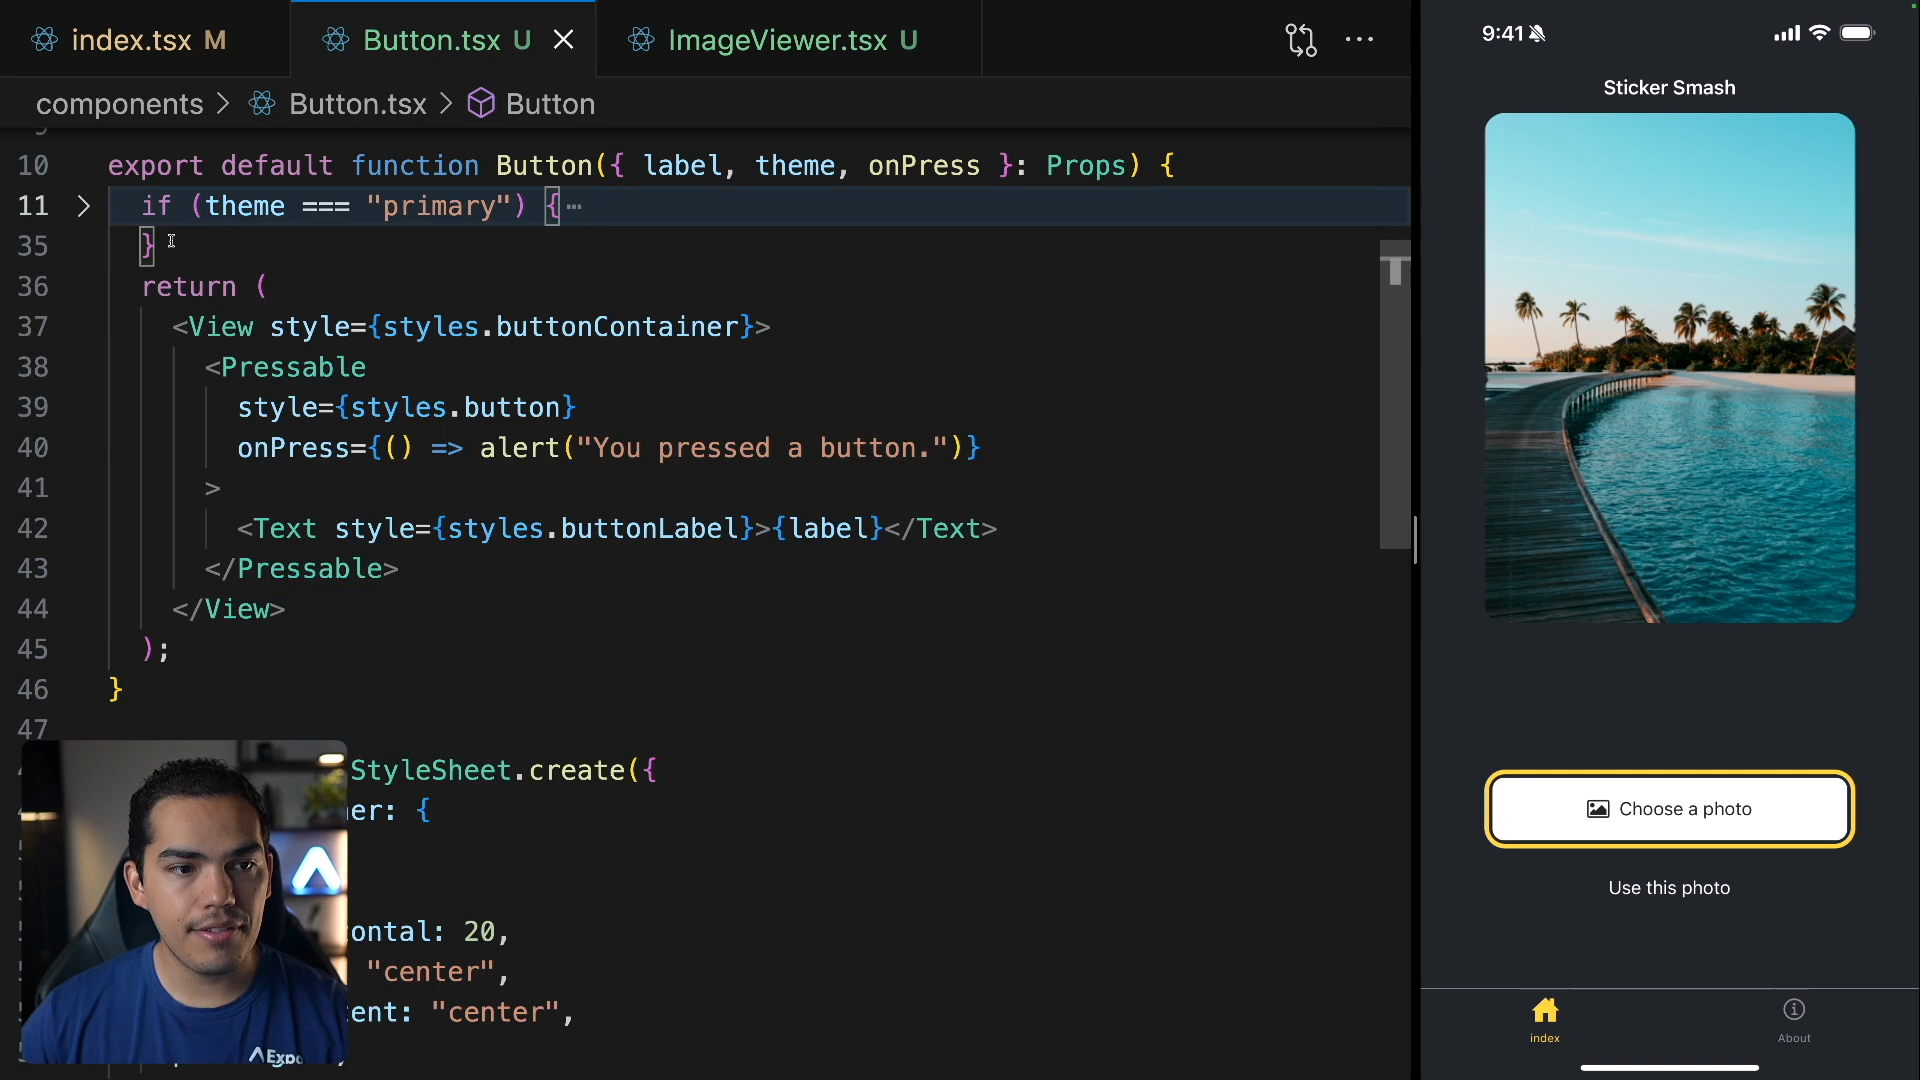 index.tsx M
Button.tsx U
ImageViewer.tsx U
components > Button.tsx > Button
10 export default function Button({ label, theme, onPress }: Props) {
11 if (theme === "primary") {
35 }
36 return (
37 <View style={styles.buttonContainer}>
38 <Pressable
39 style={styles.button}
40 onPress={() => alert("You pressed a button.")}
41 >
42 <Text style={styles.buttonLabel}>{label}</Text>
43 </Pressable>
44 </View>
45 );
46 }
47
StyleSheet.create({
er: {
ontal: 20,
"center",
ent: "center",
Expo
9:41
Sticker Smash
Choose a photo
Use this photo
index
About